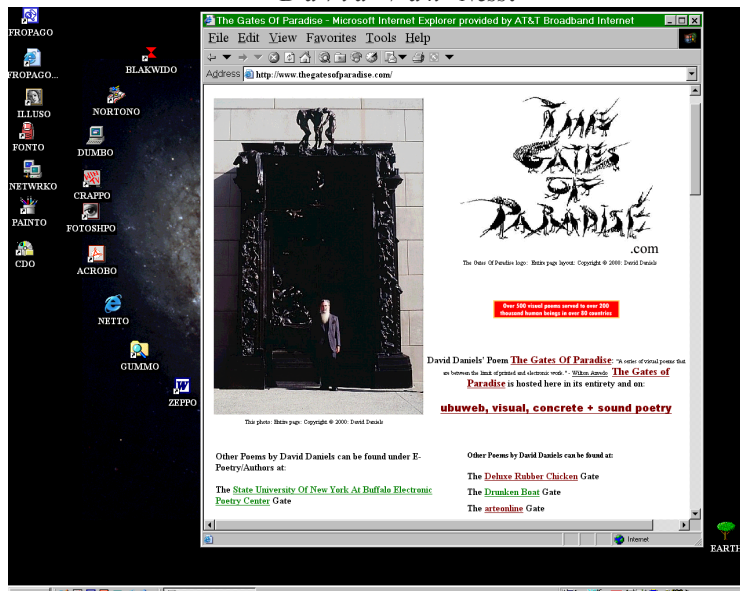 The Gates Of Paradise - Microsoft Internet Explorer provided by AT&T Broadband Internet
File Edit View Favorites Tools Help
Address http://www.thegatesofparadise.com/
FROPAGO
FROPAGO...
BLAKWIDO
ILLUSO
NORTONO
FONTO
DUMBO
NETWRKO
CRAPPO
PAINTO
FOTOSHPO
CDO
ACROBO
NETTO
GUMMO
ZEPPO
EARTH
THE
GATES
OF
PARADISE
.com
The Gates Of Paradise logo: Entire page layout: Copyright © 2000: David Daniels
Over 500 visual poems served to over 200
thousand human beings in over 80 countries
David Daniels' Poem The Gates Of Paradise: "A series of visual poems that
are between the limit of printed and electronic work." - Wilton Azevedo The Gates of
Paradise is hosted here in its entirety and on:
ubuweb, visual, concrete + sound poetry
This photo: Entire page: Copyright © 2000: David Daniels
Other Poems by David Daniels can be found under E-
Poetry/Authors at:
The State University Of New York At Buffalo Electronic
Poetry Center Gate
Other Poems by David Daniels can be found at:
The Deluxe Rubber Chicken Gate
The Drunken Boat Gate
The arteonline Gate
Internet